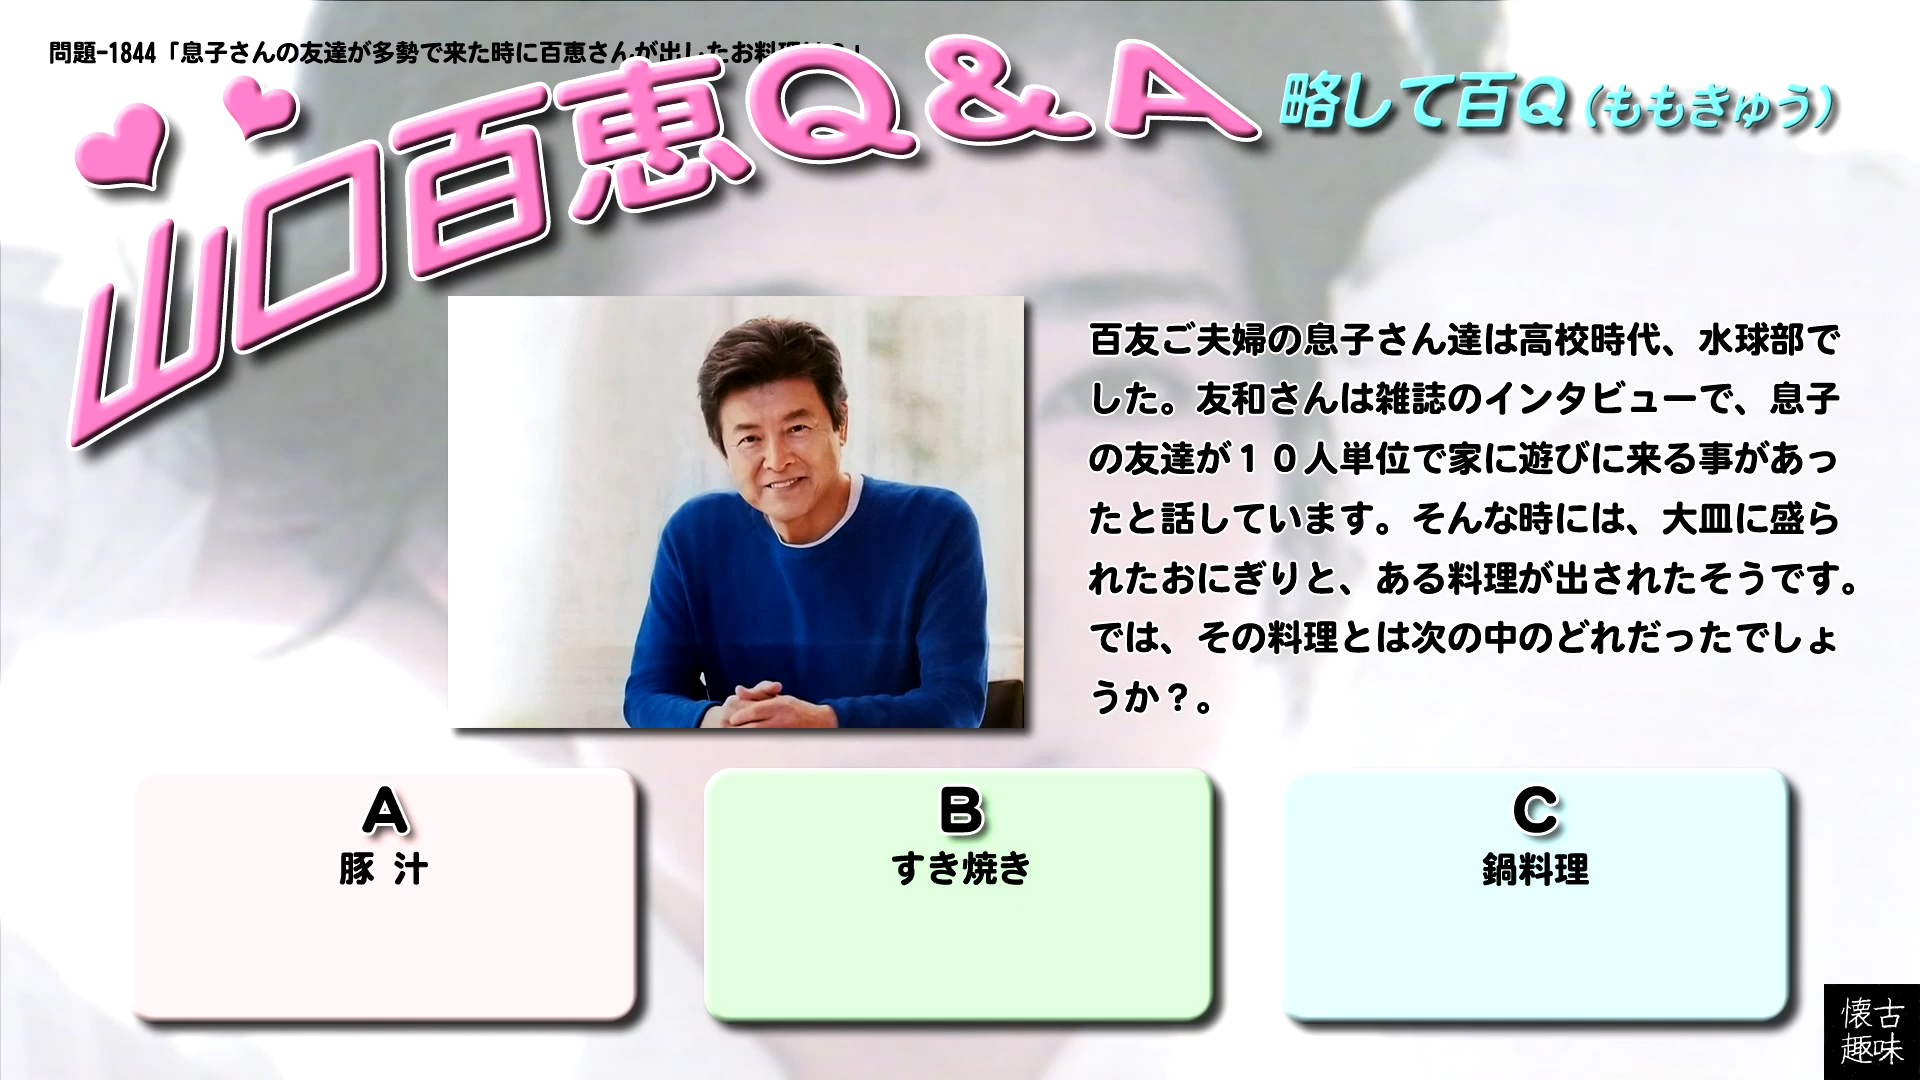 問題-1844「息子さんの友達が多勢で来た時に百恵さんが出したお料理は？」
山口百恵Q&A
略して百Q（ももきゅう）
百友ご夫婦の息子さん達は高校時代、水球部で
した。友和さんは雑誌のインタビューで、息子
の友達が１０人単位で家に遊びに来る事があっ
たと話しています。そんな時には、大皿に盛ら
れたおにぎりと、ある料理が出されたそうです。
では、その料理とは次の中のどれだったでしょ
うか？。
A
豚 汁
B
すき焼き
C
鍋料理
懐古
趣味